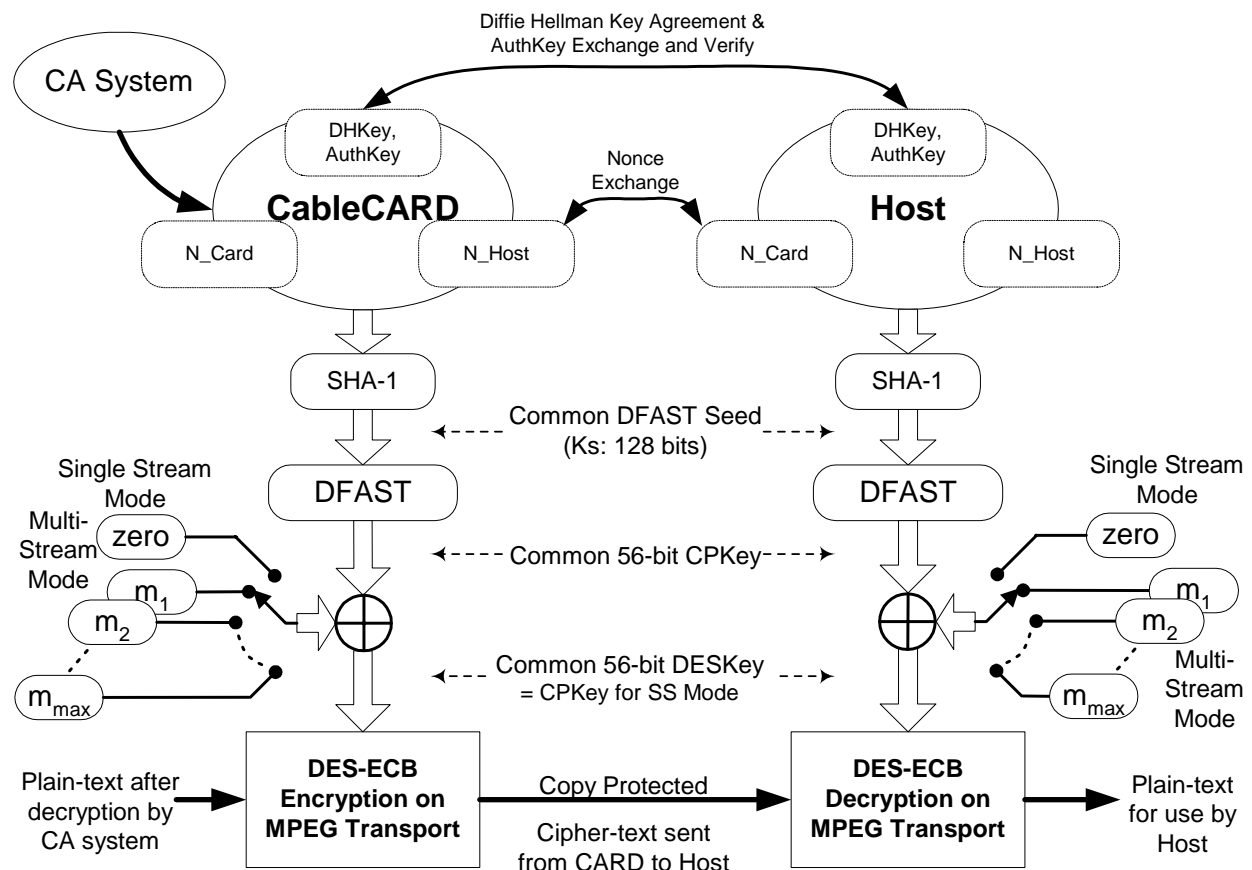 Diffie Hellman Key Agreement &
AuthKey Exchange and Verify
CA System
DHKey,
AuthKey
DHKey,
AuthKey
Nonce
Exchange
CableCARD
Host
N_Card
N_Host
N_Card
N_Host
SHA-1
SHA-1
Common DFAST Seed
(Ks: 128 bits)
Single Stream
Mode
Single Stream
Mode
DFAST
DFAST
Multi-
Stream
Mode
zero
zero
Common 56-bit CPKey
m1
m1
m2
m2
Common 56-bit DESKey
= CPKey for SS Mode
Multi-
Stream
Mode
mmax
mmax
Plain-text after
decryption by
CA system
DES-ECB
Encryption on
MPEG Transport
Copy Protected
Cipher-text sent
from CARD to Host
DES-ECB
Decryption on
MPEG Transport
Plain-text
for use by
Host